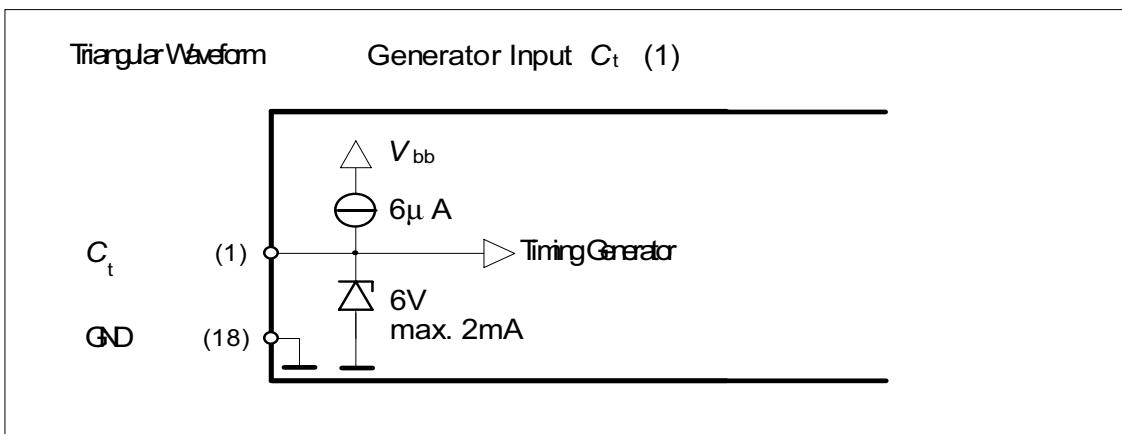 Triangular Waveform Generator Input Ct (1)
Vbb
6μ A
Ct (1)
Timing Generator
6V
max. 2mA
GND (18)